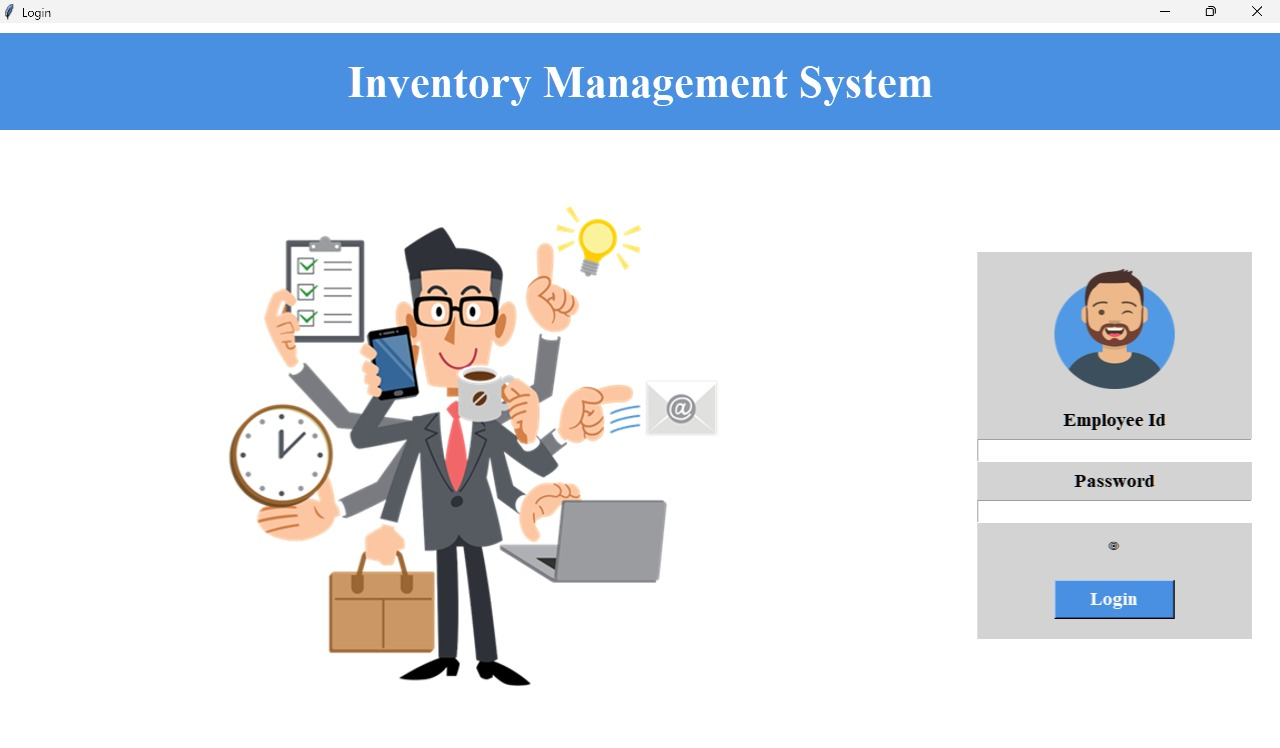 Login
Inventory Management System
@
Employee Id
Password
Login